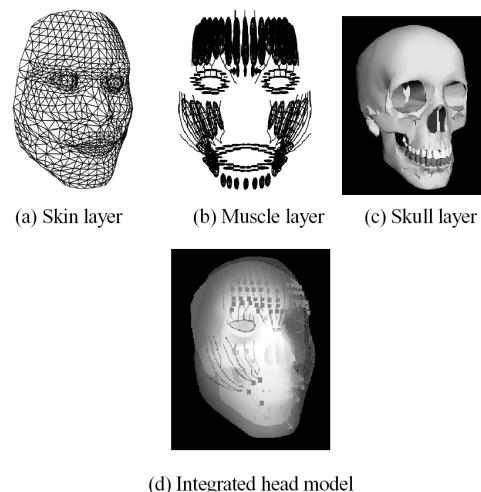 (a) Skin layer
(b) Muscle layer
(c) Skull layer
(d) Integrated head model